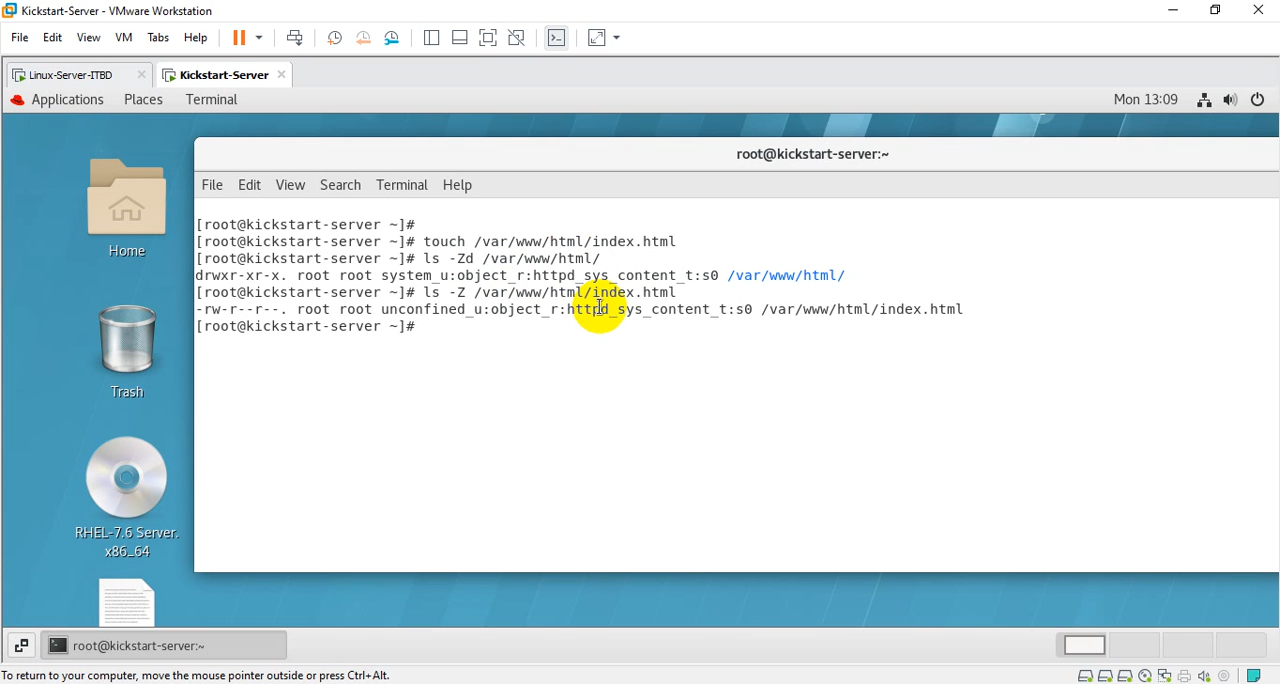 Kickstart-Server - VMware Workstation
File Edit View VM Tabs Help
Linux-Server-ITBD Kickstart-Server
Applications Places Terminal Mon 13:09
root@kickstart-server:~
File Edit View Search Terminal Help
[root@kickstart-server ~]#
[root@kickstart-server ~]# touch /var/www/html/index.html
[root@kickstart-server ~]# ls -Zd /var/www/html/
drwxr-xr-x. root root system_u:object_r:httpd_sys_content_t:s0 /var/www/html/
[root@kickstart-server ~]# ls -Z /var/www/html/index.html
-rw-r--r--. root root unconfined_u:object_r:httpd_sys_content_t:s0 /var/www/html/index.html
[root@kickstart-server ~]#
Home
Trash
RHEL-7.6 Server.
x86_64
root@kickstart-server:~
To return to your computer, move the mouse pointer outside or press Ctrl+Alt.